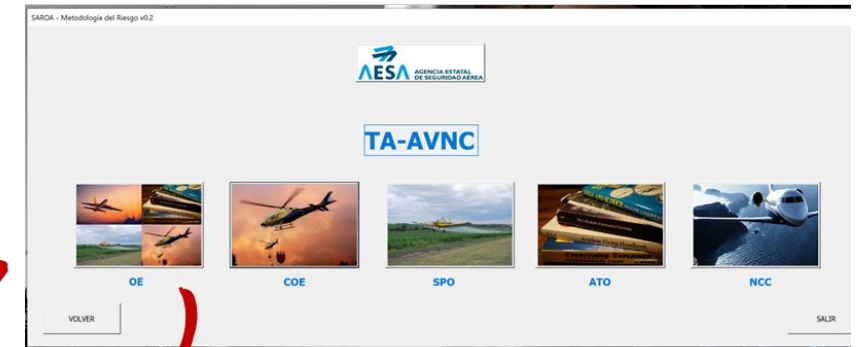 SAROA - Metodología del Riesgo v0.2
AESA AGENCIA ESTATAL
DE SEGURIDAD AÉREA
TA-AVNC
OE
COE
SPO
ATO
NCC
VOLVER
SALIR